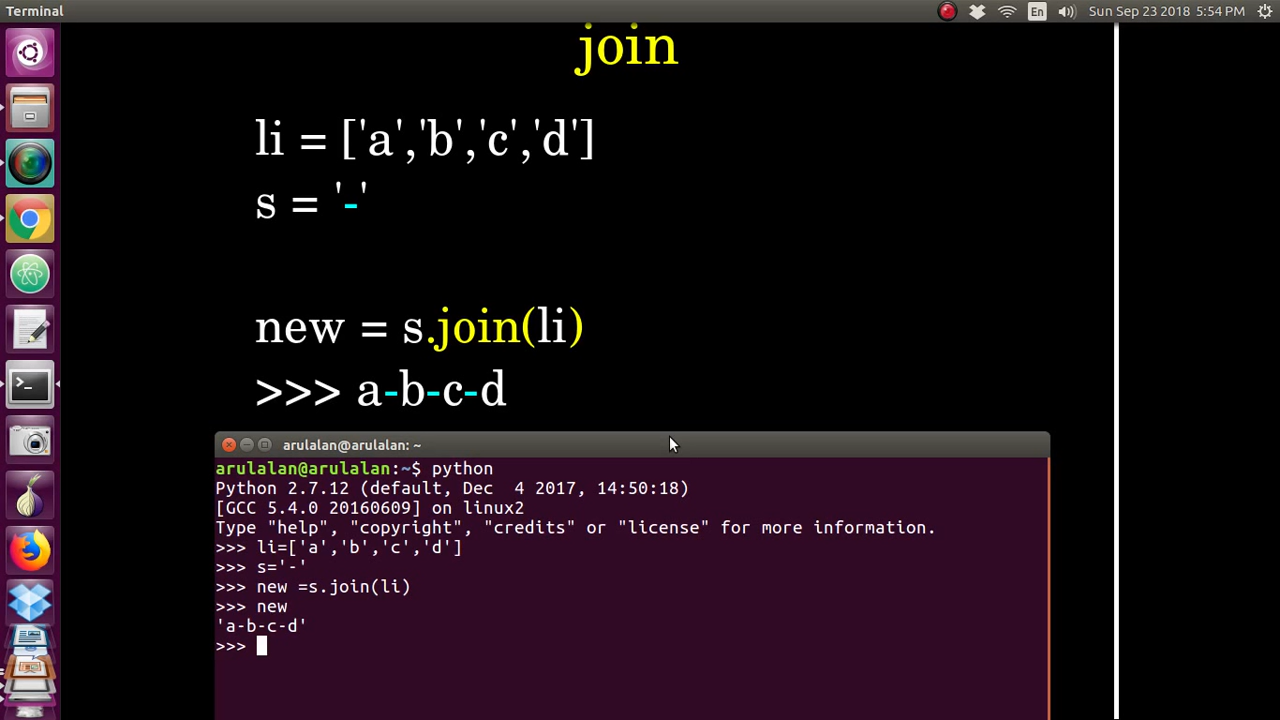 Terminal
En
Sun Sep 23 2018 5:54 PM
join
li = ['a','b','c','d']
s = '-'
new = s.join(li)
>>> a-b-c-d
arulalan@arulalan: ~
arulalan@arulalan:~$ python
Python 2.7.12 (default, Dec  4 2017, 14:50:18)
[GCC 5.4.0 20160609] on linux2
Type "help", "copyright", "credits" or "license" for more information.
>>> li=['a','b','c','d']
>>> s='-'
>>> new =s.join(li)
>>> new
'a-b-c-d'
>>>